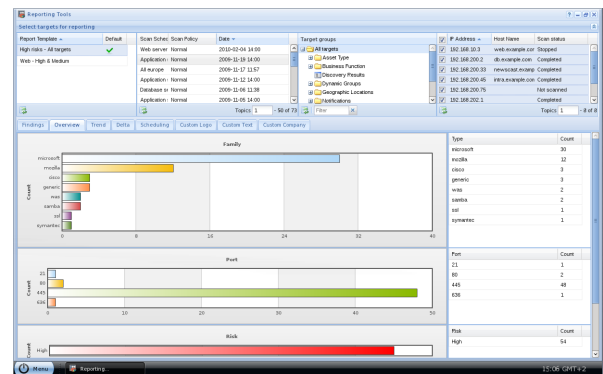 Reporting Tools
Select targets for reporting
Report Template Default
High risks - All targets
Web - High & Medium
Scan Sched Scan Policy Date
Web server Normal 2010-02-04 14:00
Application Normal 2009-11-19 14:00
All europe Normal 2009-11-17 11:57
Application Normal 2009-11-12 14:00
Database se Normal 2009-11-06 11:38
Application Normal 2009-11-05 14:00
Topics 1 - 50 of 73
Target groups
All targets
Asset Type
Business Function
Discovery Results
Dynamic Groups
Geographic Locations
Notifications
Filter
IP Address Host Name Scan status
192.168.10.3 web.example.com Stopped
192.168.200.2 db.example.com Completed
192.168.200.33 newscast.exampl Completed
192.168.200.45 intra.example.com Completed
192.168.200.75 Not scanned
192.168.202.1 Completed
Topics 1 - 8 of 8
Findings Overview Trend Delta Scheduling Custom Logo Custom Text Custom Company
Family
Count
microsoft
mozilla
cisco
generic
was
samba
ssl
symantec
0 8 16 24 32 40
Type Count
microsoft 30
mozilla 12
cisco 3
generic 3
was 2
samba 2
ssl 1
symantec 1
Port
Count
21
80
445
636
0 10 20 30 40 50
Port Count
21 1
80 2
445 48
636 1
Risk
Count
High
Risk Count
High 54
Menu Reporting... 15:06 GMT+2